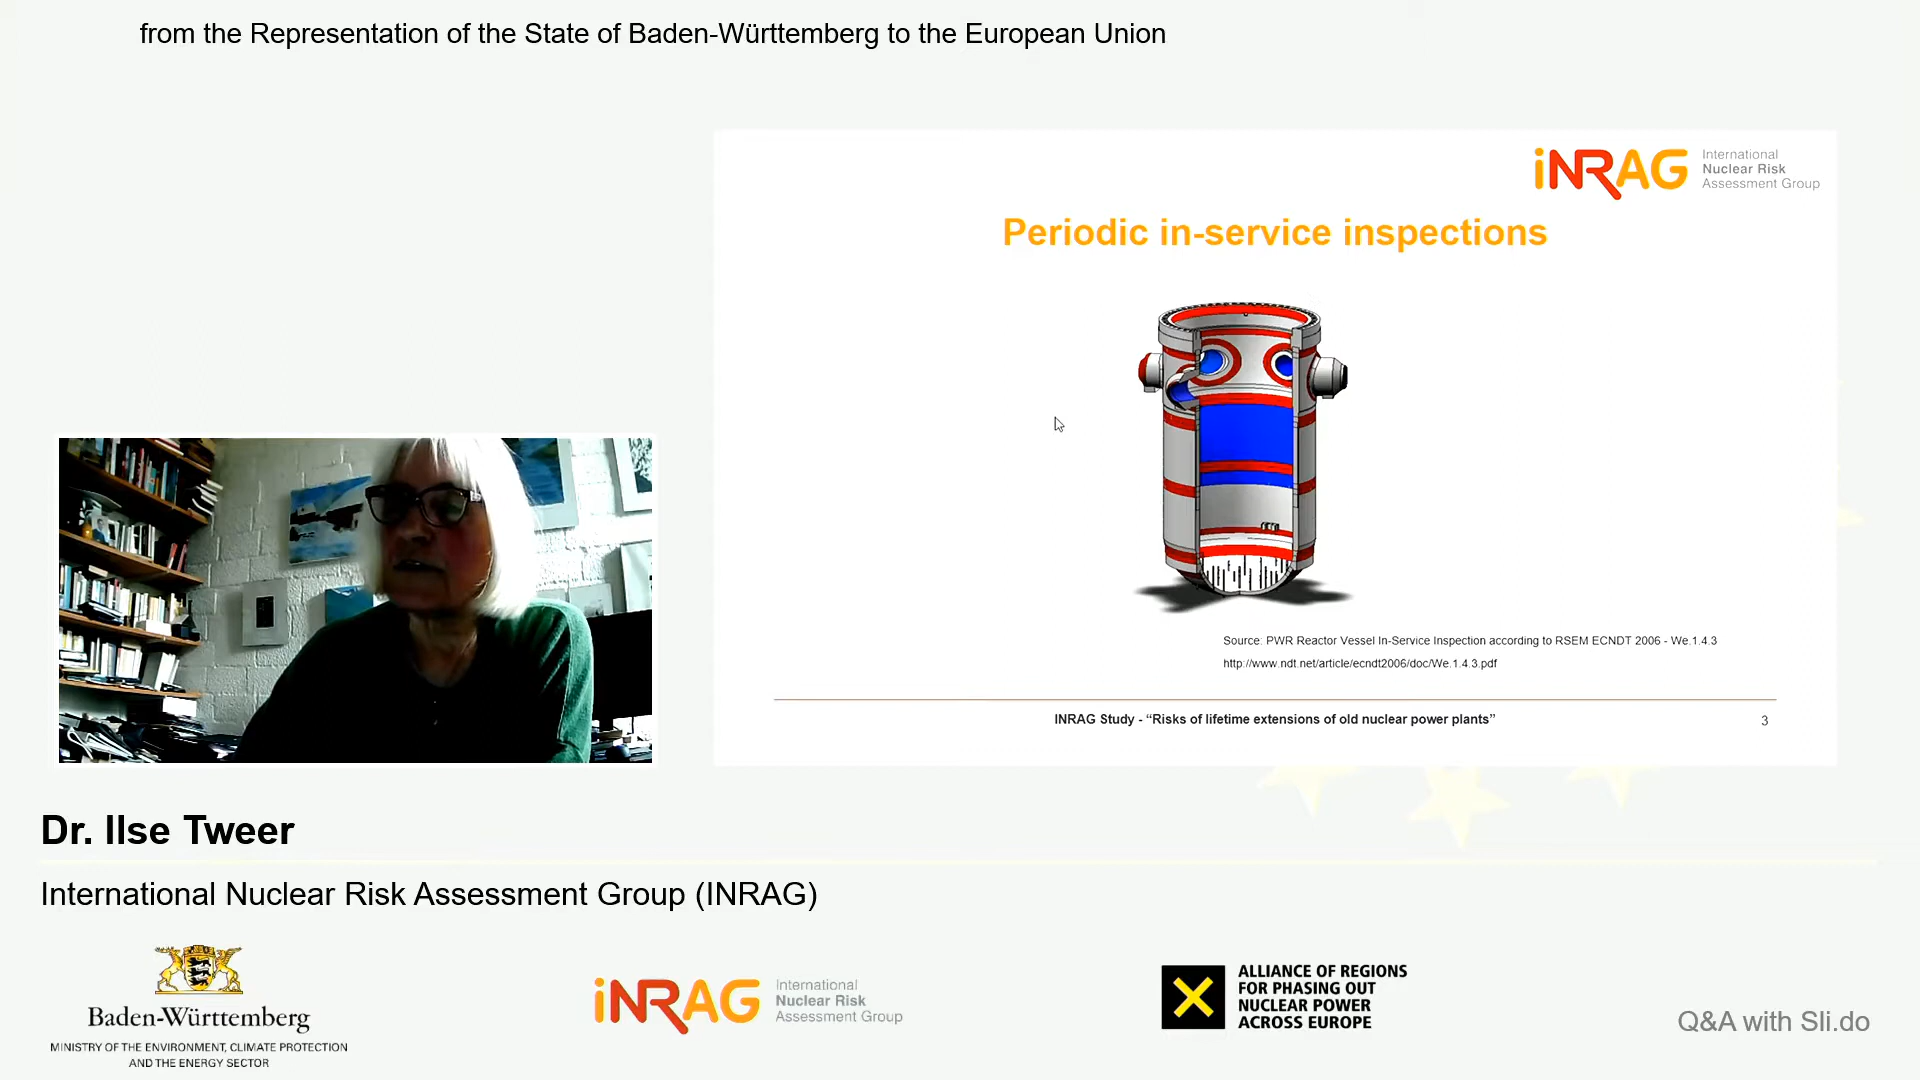 from the Representation of the State of Baden-Württemberg to the European Union
iNRAG
International
Nuclear Risk
Assessment Group
Periodic in-service inspections
Source: PWR Reactor Vessel In-Service Inspection according to RSEM ECNDT 2006 - We.1.4.3
http://www.ndt.net/article/ecndt2006/doc/We.1.4.3.pdf
INRAG Study - “Risks of lifetime extensions of old nuclear power plants”
3
Dr. Ilse Tweer
International Nuclear Risk Assessment Group (INRAG)
Baden-Württemberg
MINISTRY OF THE ENVIRONMENT, CLIMATE PROTECTION
AND THE ENERGY SECTOR
iNRAG
International
Nuclear Risk
Assessment Group
ALLIANCE OF REGIONS
FOR PHASING OUT
NUCLEAR POWER
ACROSS EUROPE
Q&A with Sli.do